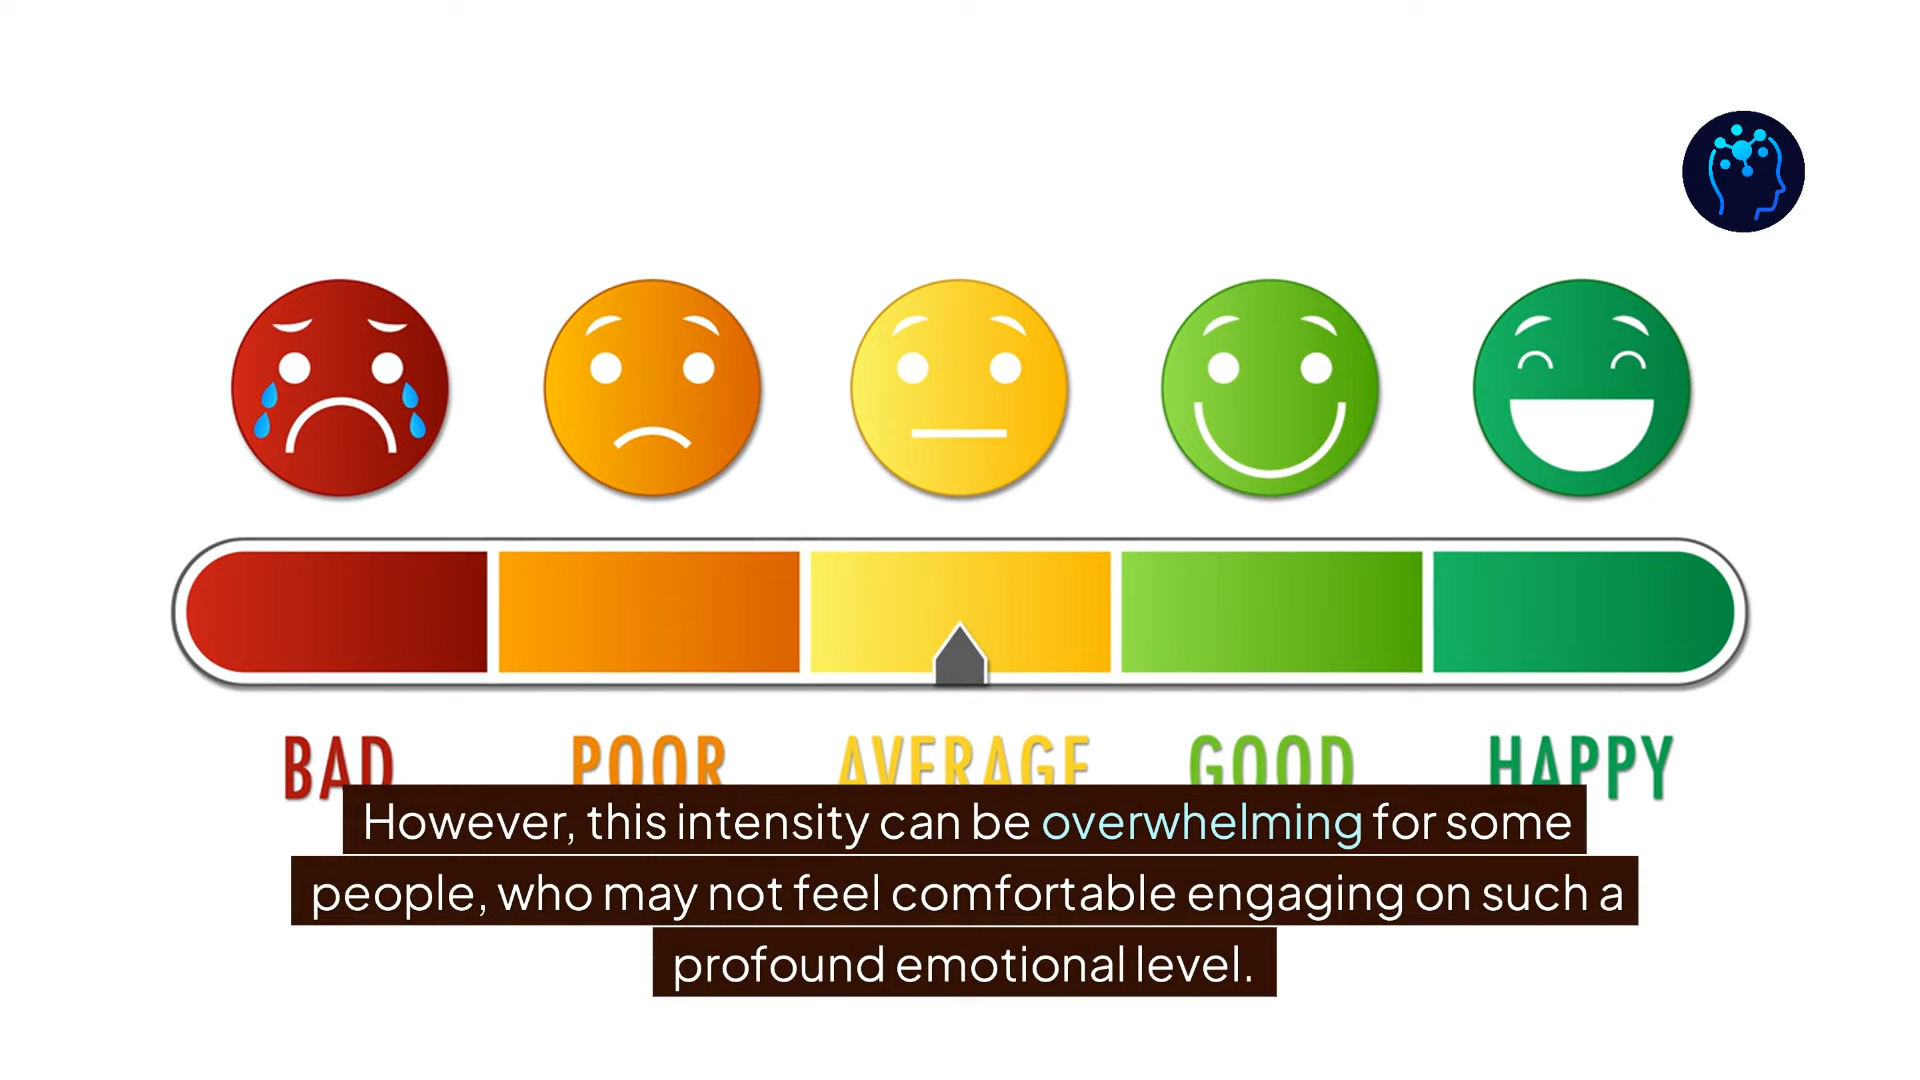 BAD POOR AVERAGE GOOD HAPPY
However, this intensity can be overwhelming for some
people, who may not feel comfortable engaging on such a
profound emotional level.